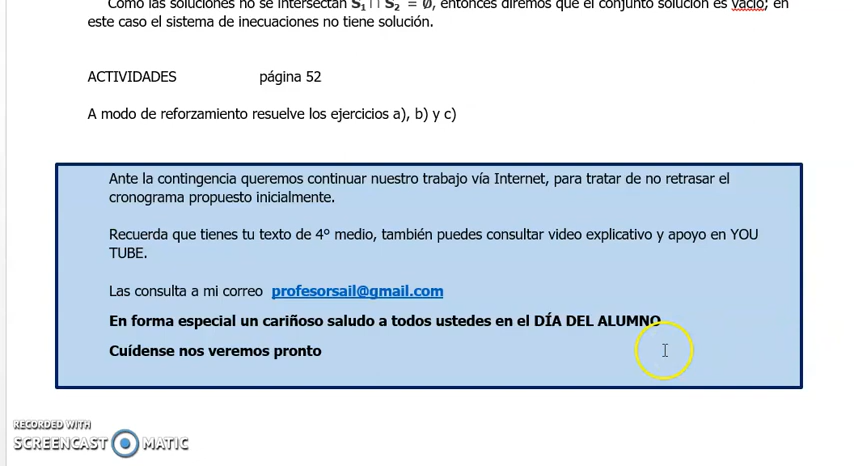 Como las soluciones no se intersectan S₁∩S₂ = ∅, entonces diremos que el conjunto solución es vacío; en
este caso el sistema de inecuaciones no tiene solución.
ACTIVIDADES página 52
A modo de reforzamiento resuelve los ejercicios a), b) y c)
Ante la contingencia queremos continuar nuestro trabajo vía Internet, para tratar de no retrasar el
cronograma propuesto inicialmente.
Recuerda que tienes tu texto de 4º medio, también puedes consultar video explicativo y apoyo en YOU
TUBE.
Las consulta a mi correo profesorsail@gmail.com
En forma especial un cariñoso saludo a todos ustedes en el DÍA DEL ALUMNO
Cuídense nos veremos pronto
RECORDED WITH
SCREENCAST MATIC